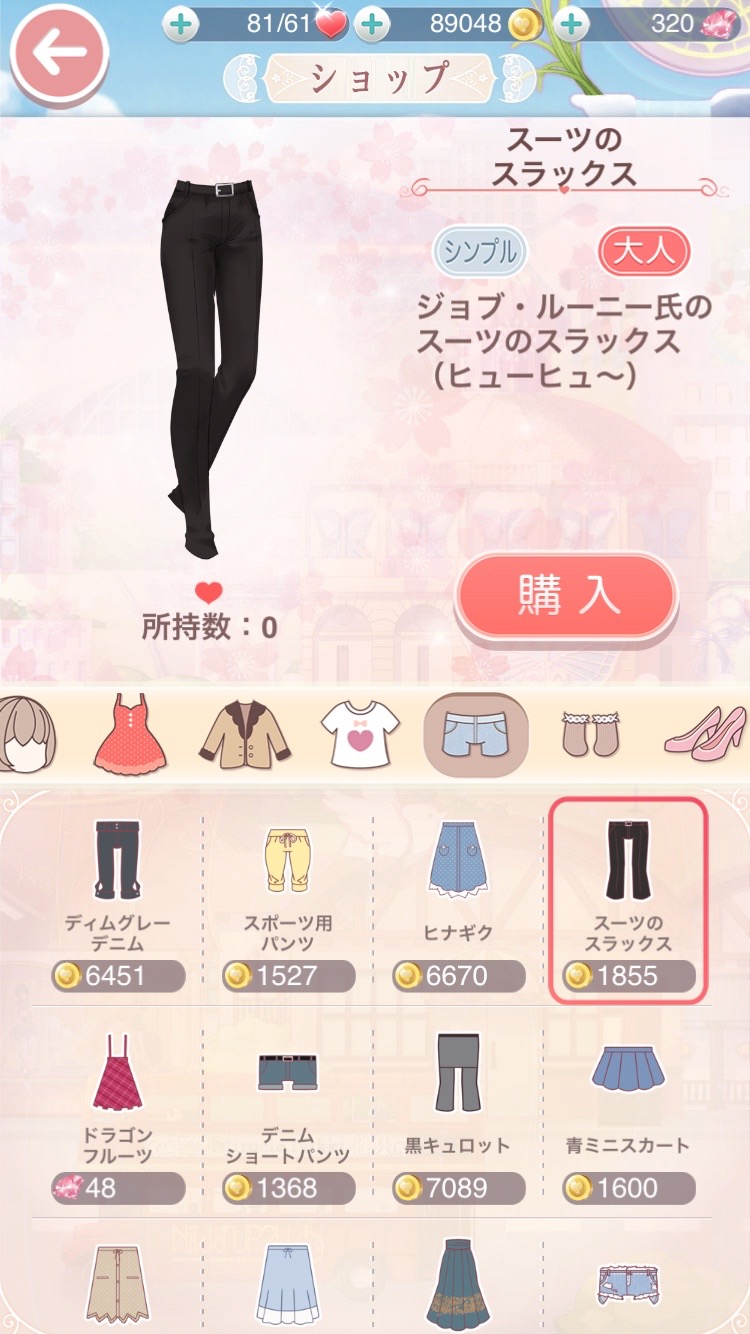 81/61
89048
320
ショップ
スーツの
スラックス
シンプル
大人
ジョブ・ルーニー氏の
スーツのスラックス
（ヒューヒュ〜）
所持数：0
購入
ディムグレー
デニム
6451
スポーツ用
パンツ
1527
ヒナギク
6670
スーツの
スラックス
1855
ドラゴン
フルーツ
48
デニム
ショートパンツ
1368
黒キュロット
7089
青ミニスカート
1600